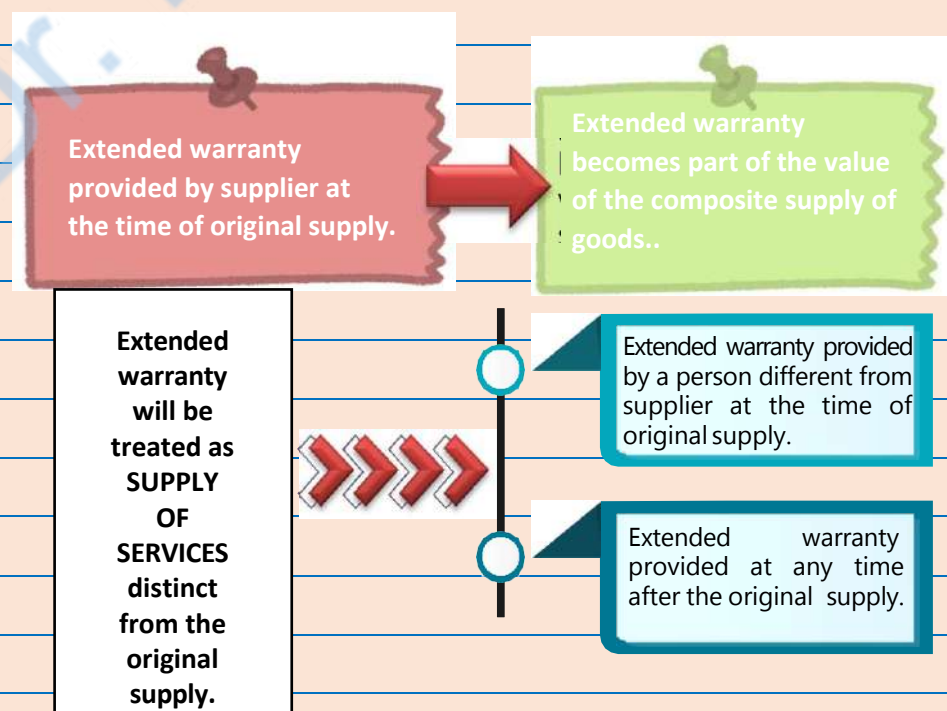 Extended warranty
provided by supplier at
the time of original supply.
Extended warranty
becomes part of the value
of the composite supply of
goods..
Extended
warranty
will be
treated as
SUPPLY
OF
SERVICES
distinct
from the
original
supply.
Extended warranty provided
by a person different from
supplier at the time of
original supply.
Extended warranty
provided at any time
after the original supply.